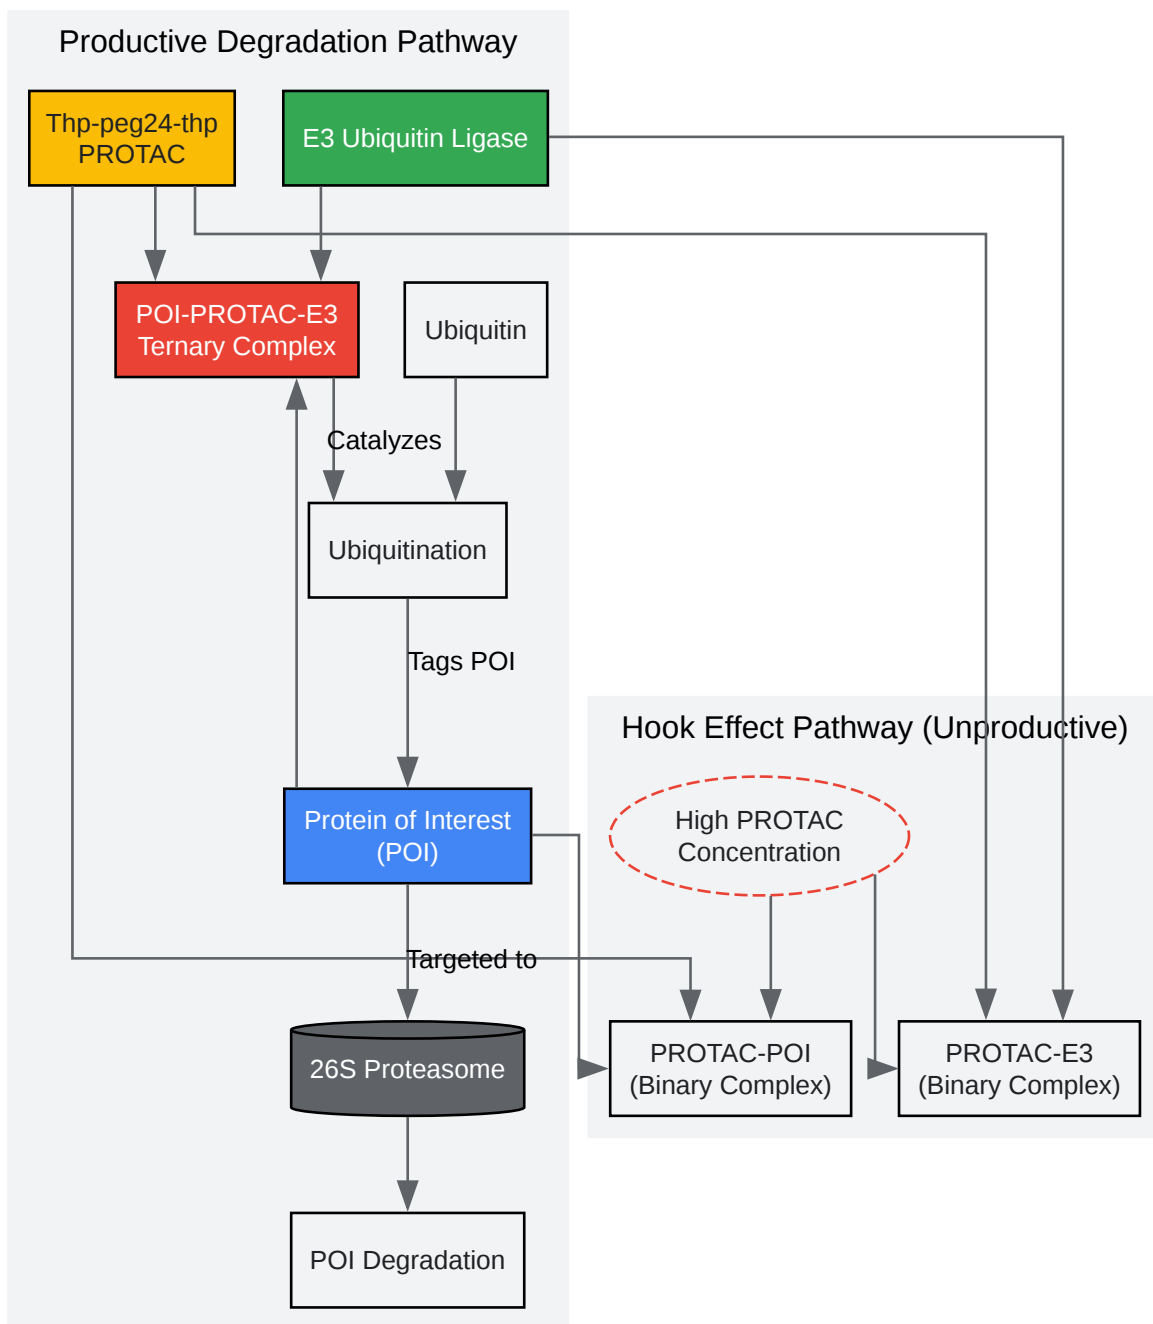 Productive Degradation Pathway
Thp-peg24-thp
PROTAC
E3 Ubiquitin Ligase
POI-PROTAC-E3
Ternary Complex
Ubiquitin
Catalyzes
Ubiquitination
Tags POI
Hook Effect Pathway (Unproductive)
Protein of Interest
(POI)
High PROTAC
Concentration
Targeted to
26S Proteasome
PROTAC-POI
(Binary Complex)
PROTAC-E3
(Binary Complex)
POI Degradation